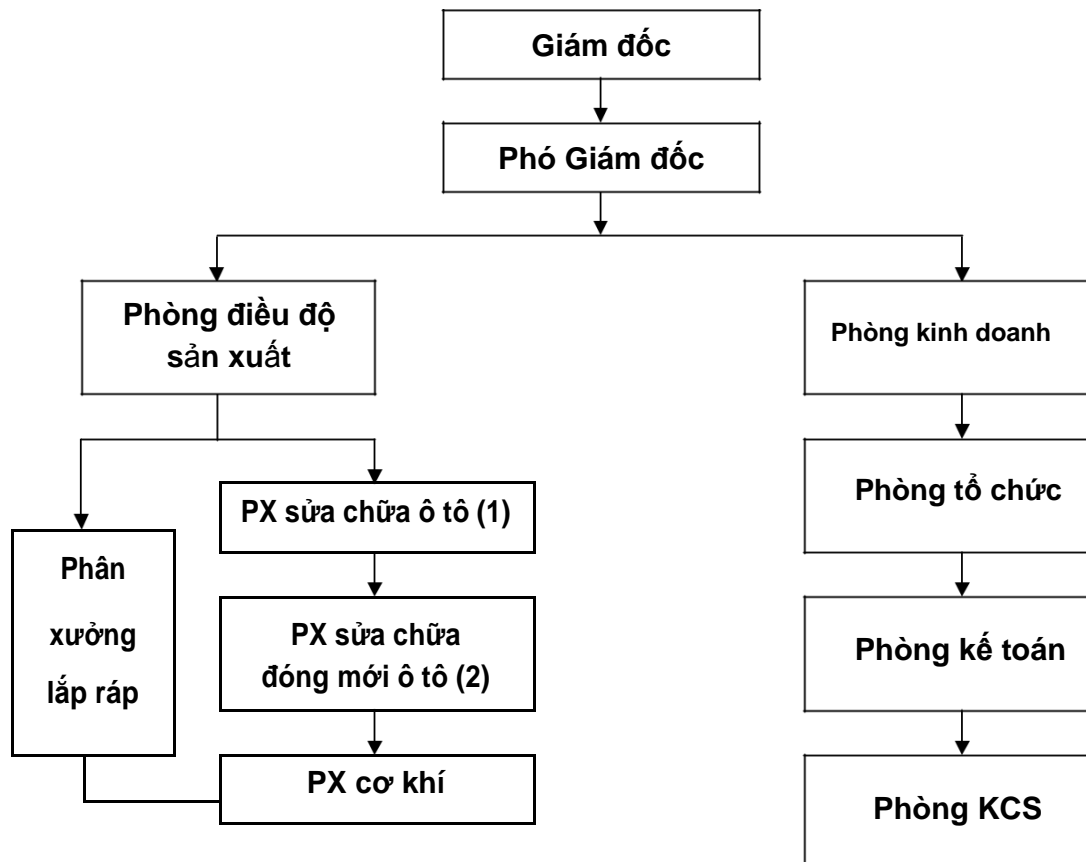 Giám đốc
Phó Giám đốc
Phòng điều độ
sản xuất
Phòng kinh doanh
PX sửa chữa ô tô (1)
Phòng tổ chức
Phân
xưởng
lắp ráp
PX sửa chữa
đóng mới ô tô (2)
Phòng kế toán
PX cơ khí
Phòng KCS